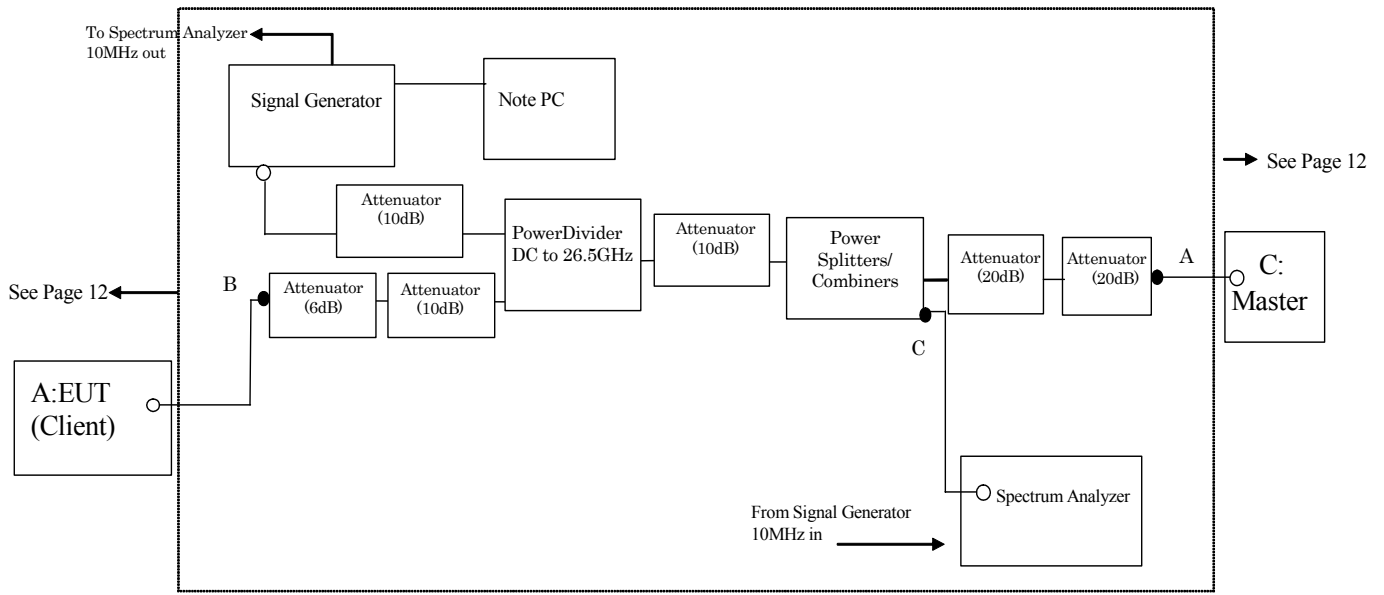 To Spectrum Analyzer
10MHz out
Signal Generator
Note PC
See Page 12
Attenuator
(10dB)
PowerDivider
DC to 26.5GHz
Attenuator
(10dB)
Power
Splitters/
Combiners
Attenuator
(20dB)
Attenuator
(20dB)
A
C:
Master
See Page 12
B
Attenuator
(6dB)
Attenuator
(10dB)
C
A:EUT
(Client)
Spectrum Analyzer
From Signal Generator
10MHz in